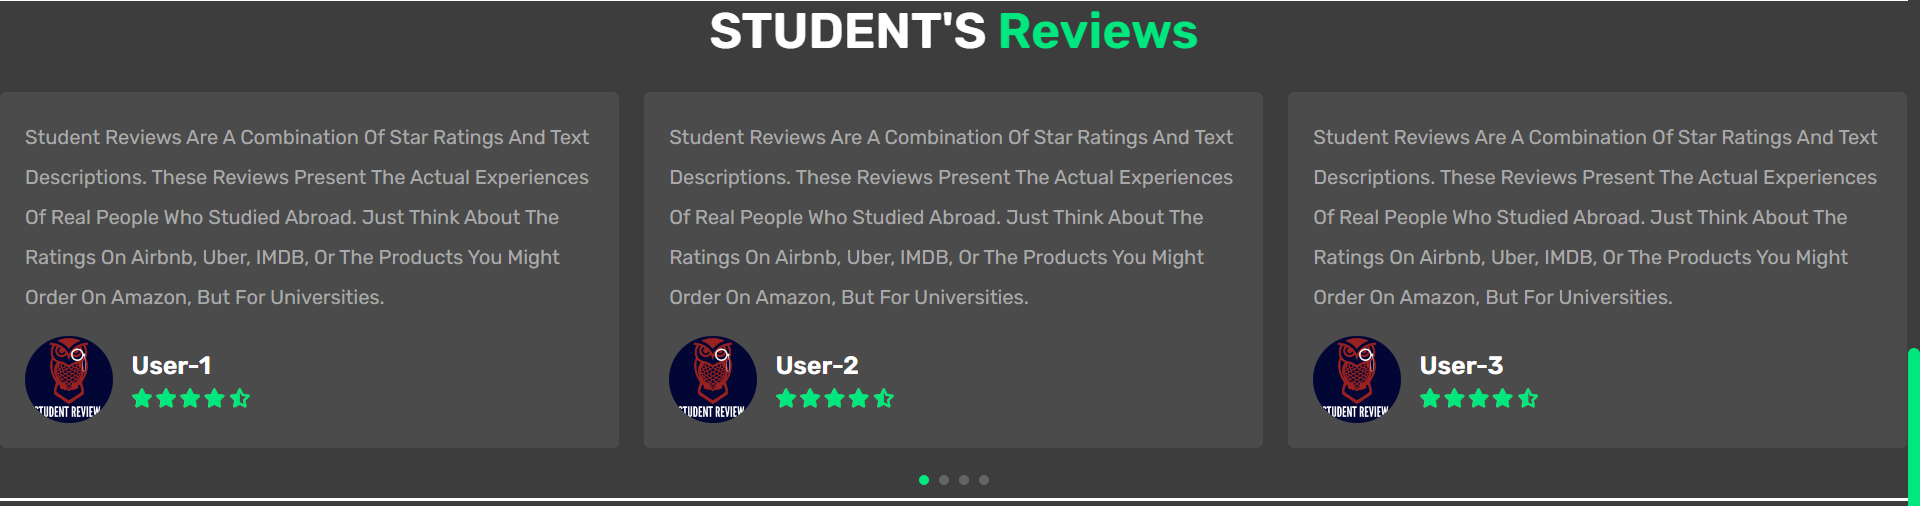 STUDENT'S Reviews
Student Reviews Are A Combination Of Star Ratings And Text
Descriptions. These Reviews Present The Actual Experiences
Of Real People Who Studied Abroad. Just Think About The
Ratings On Airbnb, Uber, IMDB, Or The Products You Might
Order On Amazon, But For Universities.
STUDENT REVIEW
User-1
Student Reviews Are A Combination Of Star Ratings And Text
Descriptions. These Reviews Present The Actual Experiences
Of Real People Who Studied Abroad. Just Think About The
Ratings On Airbnb, Uber, IMDB, Or The Products You Might
Order On Amazon, But For Universities.
STUDENT REVIEW
User-2
Student Reviews Are A Combination Of Star Ratings And Text
Descriptions. These Reviews Present The Actual Experiences
Of Real People Who Studied Abroad. Just Think About The
Ratings On Airbnb, Uber, IMDB, Or The Products You Might
Order On Amazon, But For Universities.
STUDENT REVIEW
User-3